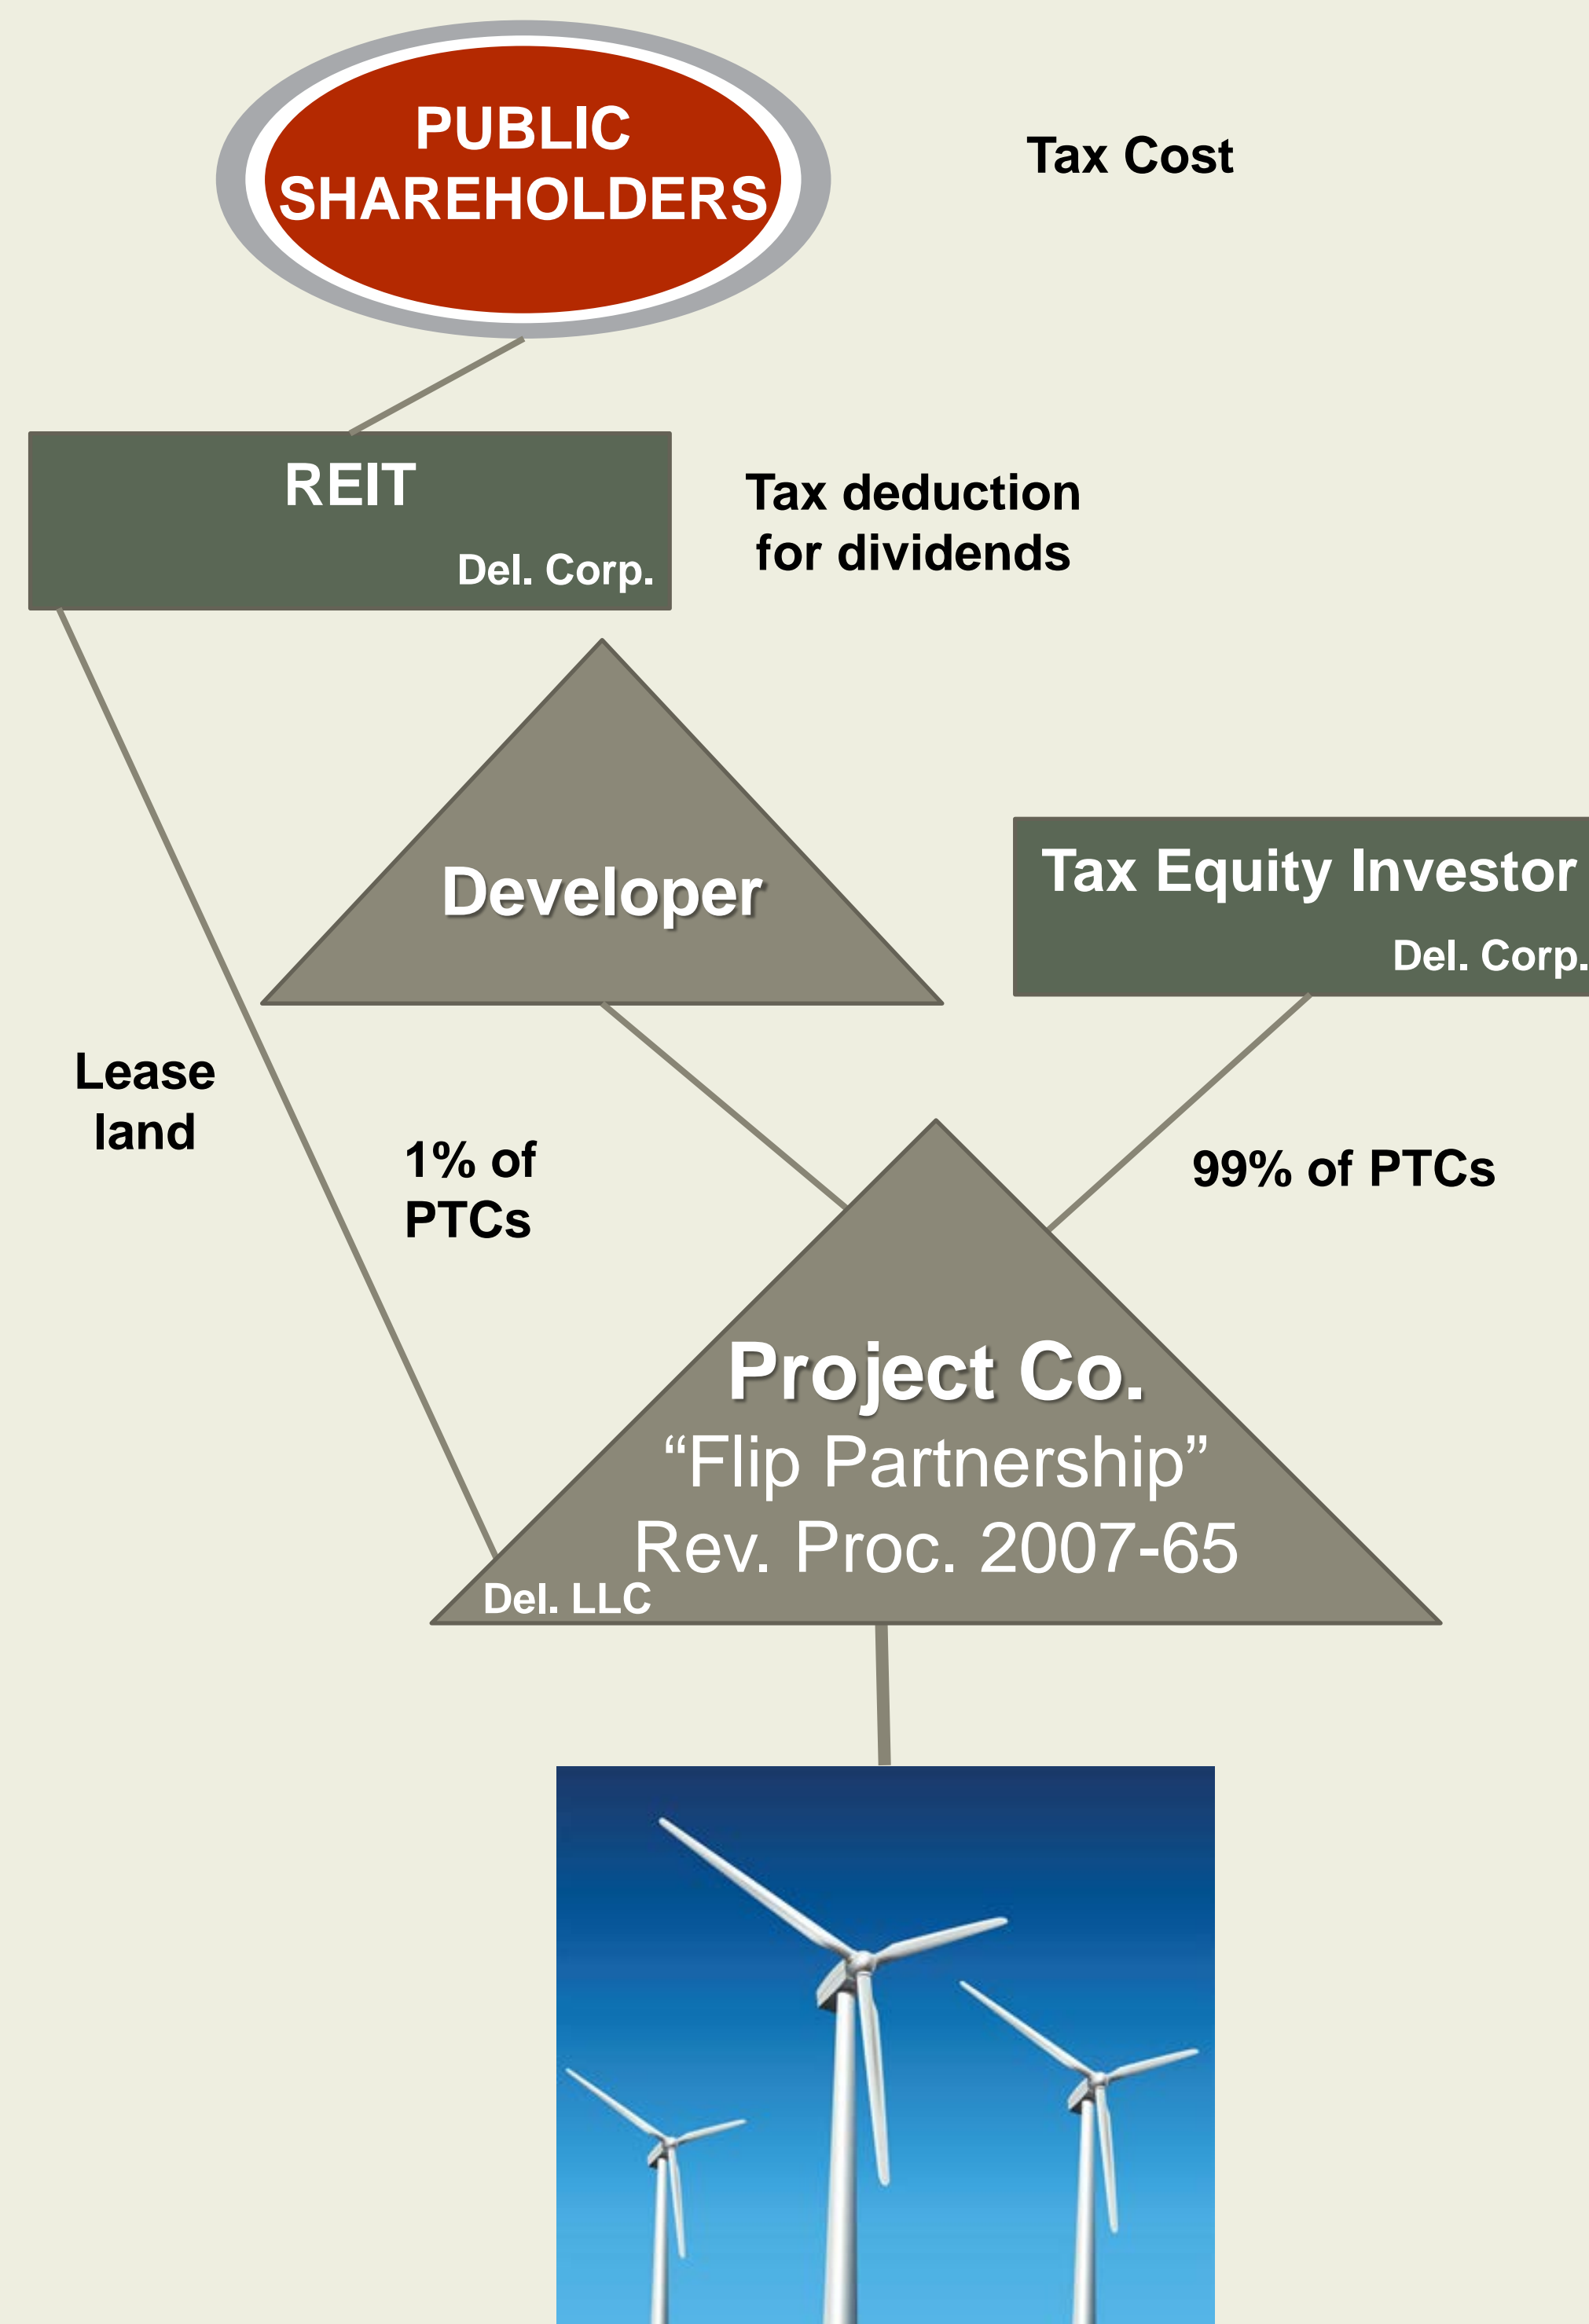 PUBLIC
SHAREHOLDERS
Tax Cost
REIT
Del. Corp.
Tax deduction
for dividends
Developer
Tax Equity Investor
Del. Corp.
Lease
land
1% of
PTCs
99% of PTCs
Project Co.
“Flip Partnership”
Rev. Proc. 2007-65
Del. LLC